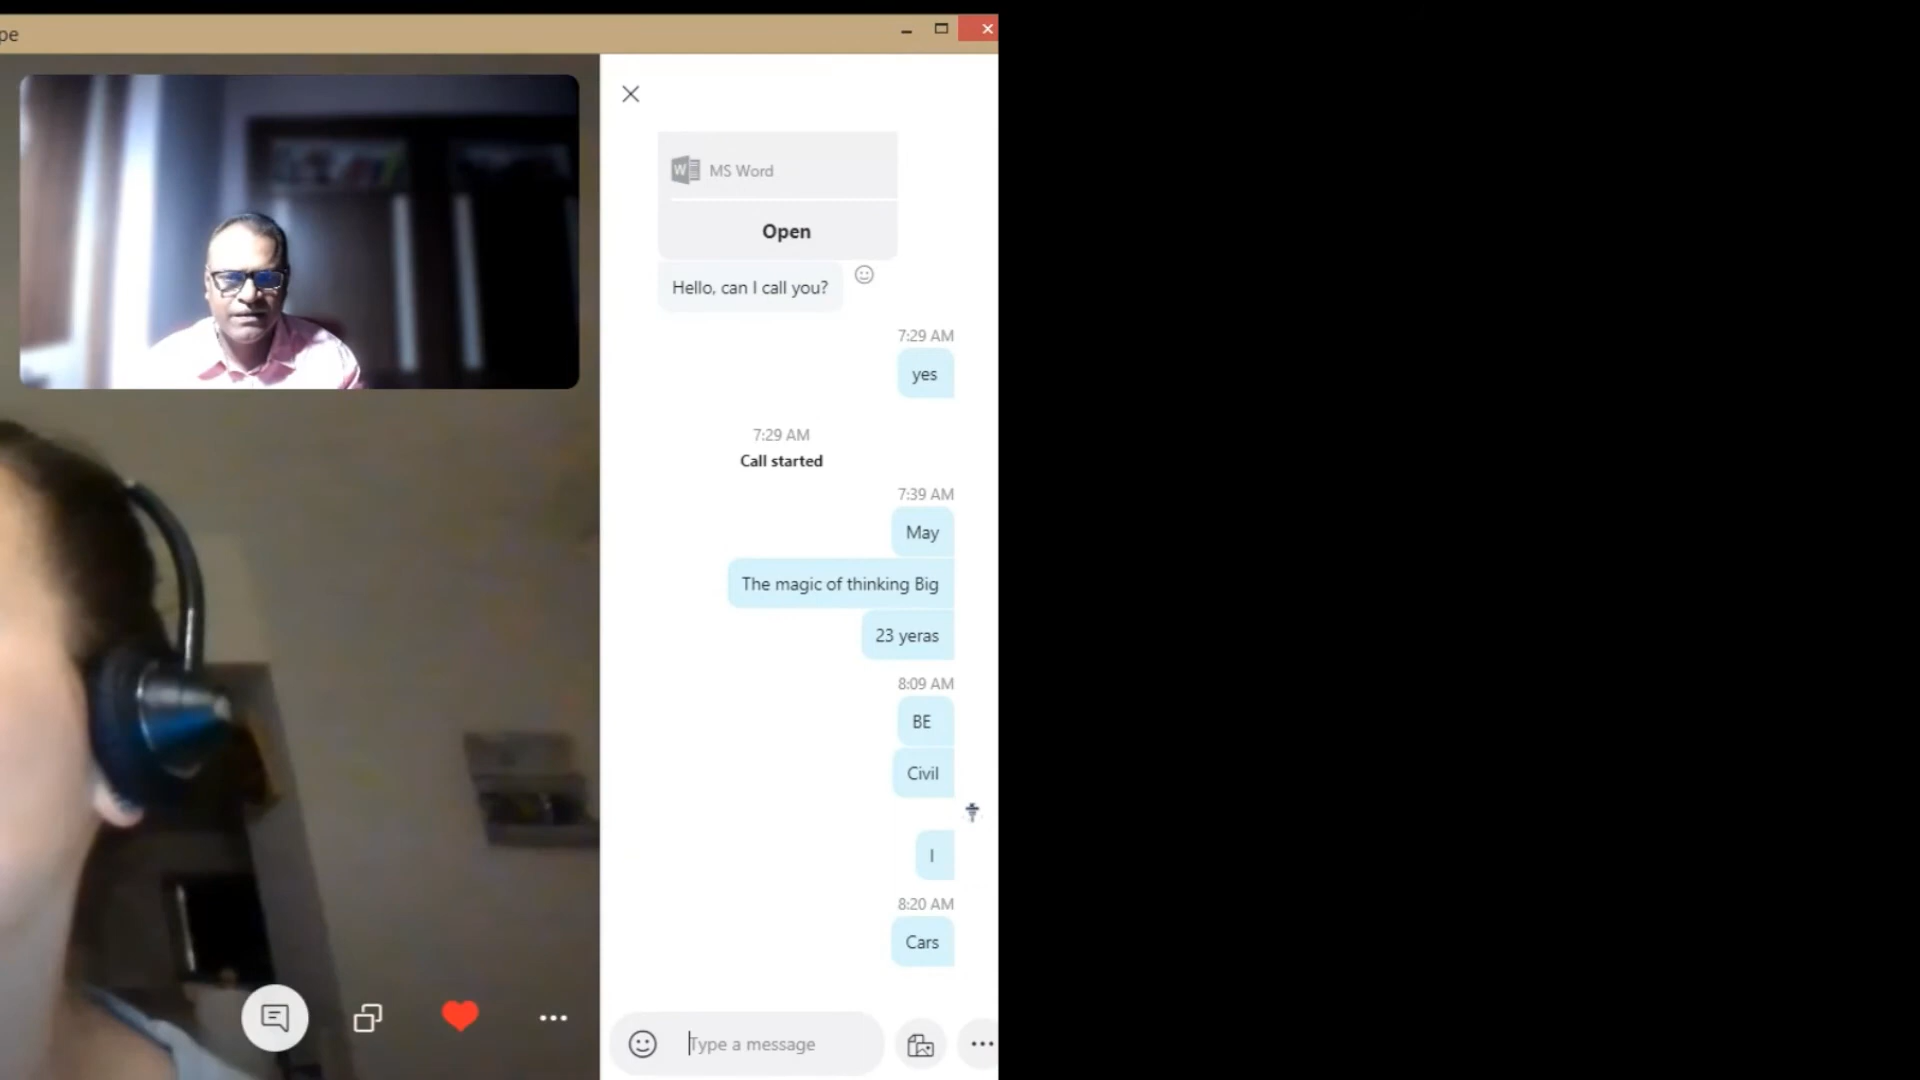 pe
MS Word
Open
Hello, can I call you?
7:29 AM
yes
7:29 AM
Call started
7:39 AM
May
The magic of thinking Big
23 yeras
8:09 AM
BE
Civil
I
8:20 AM
Cars
Type a message